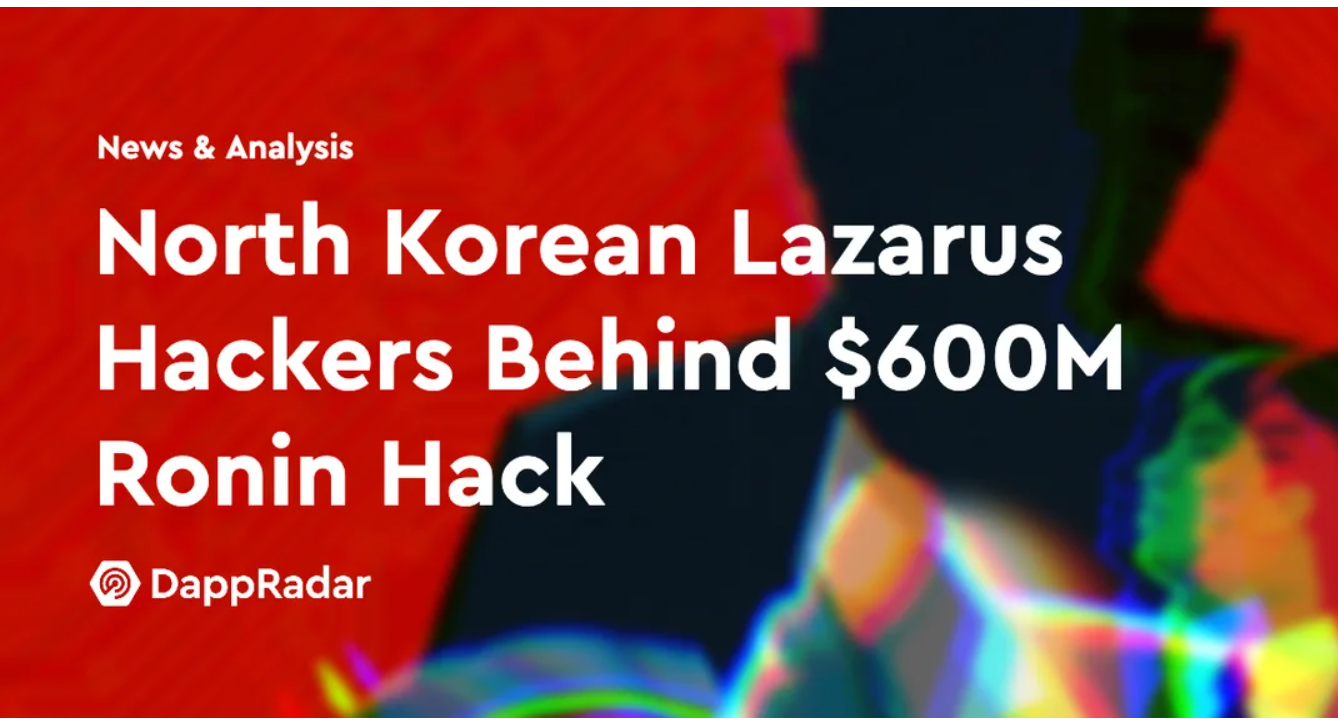 News & Analysis
North Korean Lazarus
Hackers Behind $600M
Ronin Hack
DappRadar